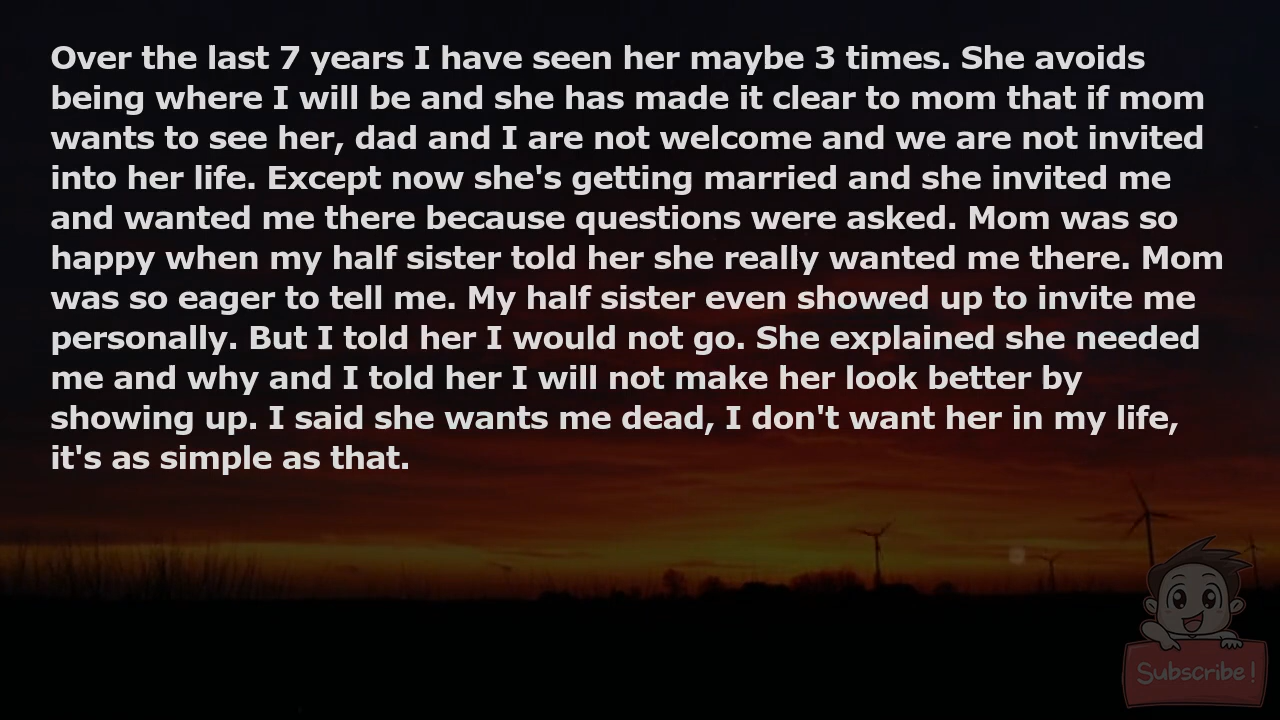 Over the last 7 years I have seen her maybe 3 times. She avoids
being where I will be and she has made it clear to mom that if mom
wants to see her, dad and I are not welcome and we are not invited
into her life. Except now she's getting married and she invited me
and wanted me there because questions were asked. Mom was so
happy when my half sister told her she really wanted me there. Mom
was so eager to tell me. My half sister even showed up to invite me
personally. But I told her I would not go. She explained she needed
me and why and I told her I will not make her look better by
showing up. I said she wants me dead, I don't want her in my life,
it's as simple as that.
Subscribe!